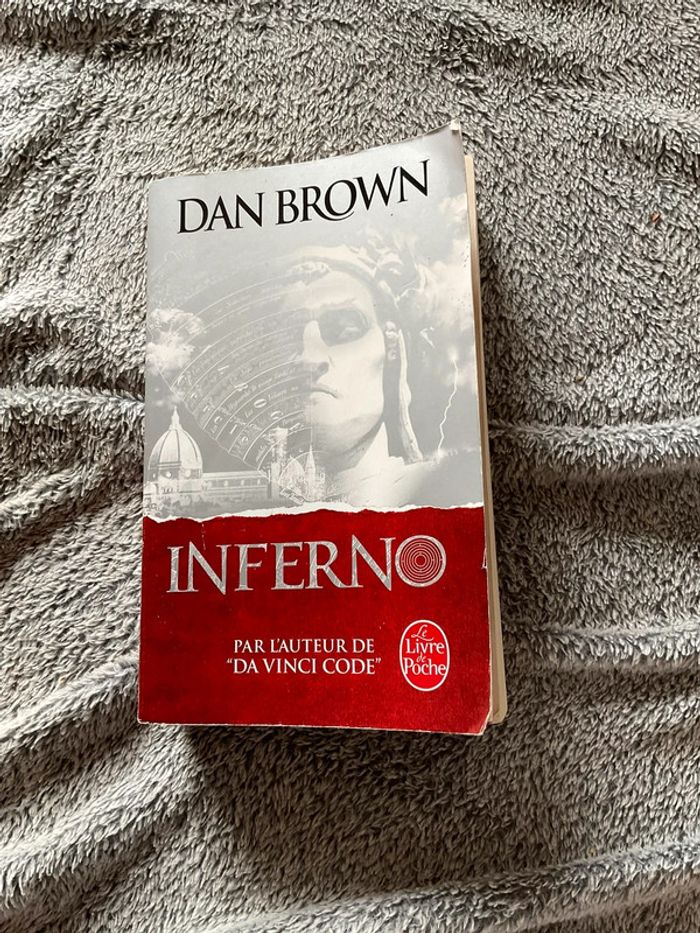 DAN BROWN
INFERNO
PAR L'AUTEUR DE
"DA VINCI CODE"
Le
Livre
de
Poche